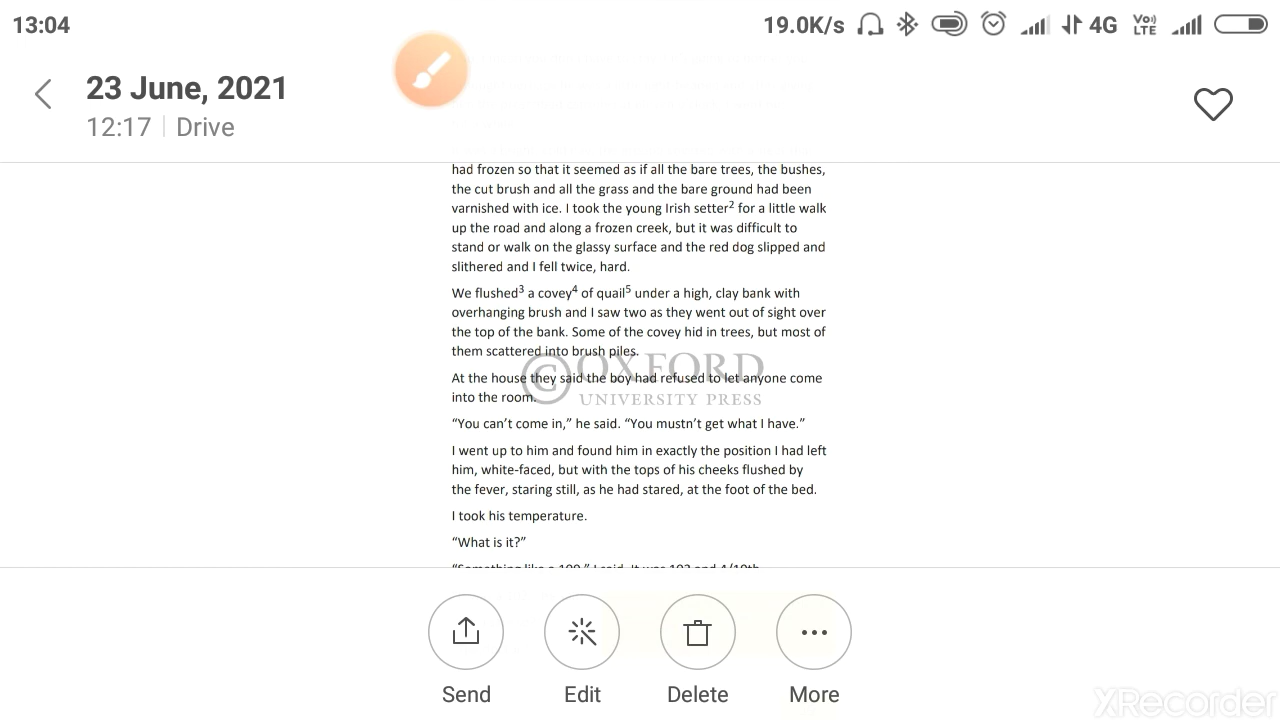 13:04
19.0K/s
4G
Vo))
LTE
23 June, 2021
12:17 | Drive
had frozen so that it seemed as if all the bare trees, the bushes,
the cut brush and all the grass and the bare ground had been
varnished with ice. I took the young Irish setter² for a little walk
up the road and along a frozen creek, but it was difficult to
stand or walk on the glassy surface and the red dog slipped and
slithered and I fell twice, hard.
We flushed³ a covey⁴ of quail⁵ under a high, clay bank with
overhanging brush and I saw two as they went out of sight over
the top of the bank. Some of the covey hid in trees, but most of
them scattered into brush piles.
© OXFORD
UNIVERSITY PRESS
At the house they said the boy had refused to let anyone come
into the room.
“You can’t come in,” he said. “You mustn’t get what I have.”
I went up to him and found him in exactly the position I had left
him, white-faced, but with the tops of his cheeks flushed by
the fever, staring still, as he had stared, at the foot of the bed.
I took his temperature.
“What is it?”
Send
Edit
Delete
More
XRecorder